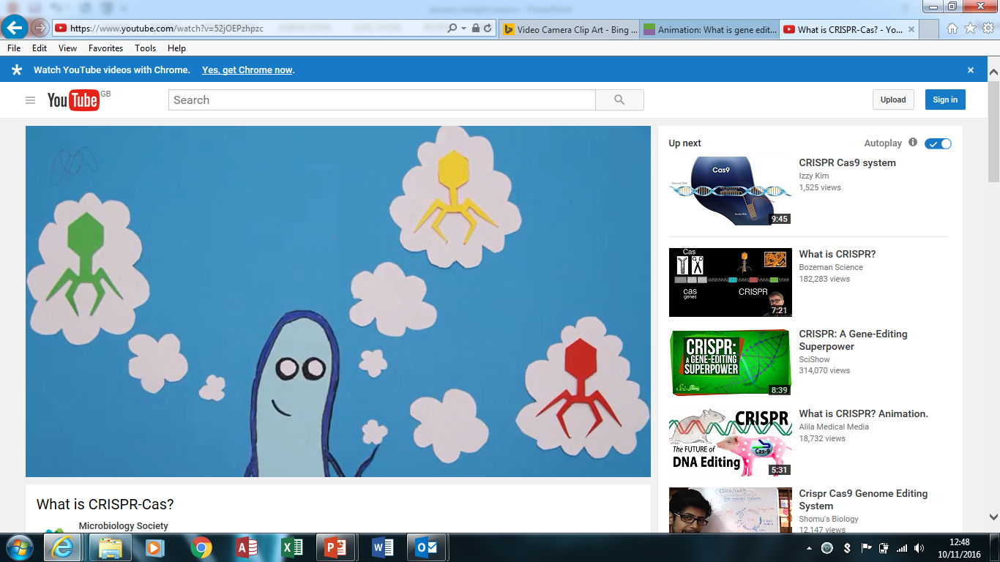 https://www.youtube.com/watch?v=52jOEPzhpzc
Video Camera Clip Art - Bing ...
Animation: What is gene edit...
What is CRISPR-Cas? - Yo...
File Edit View Favorites Tools Help
Watch YouTube videos with Chrome. Yes, get Chrome now.
YouTube GB
Search
Upload
Sign in
Up next
Autoplay
Cas9
9:45
CRISPR Cas9 system
Izzy Kim
1,525 views
Cas
cas
genes
CRISPR
7:21
What is CRISPR?
Bozeman Science
182,283 views
CRISPR:
A GENE-EDITING
SUPERPOWER
8:39
CRISPR: A Gene-Editing
Superpower
SciShow
314,070 views
CRISPR
The FUTURE of
DNA Editing
Cas-9
5:31
What is CRISPR? Animation.
Alila Medical Media
18,732 views
Crispr Cas9 Genome Editing
System
Shomu's Biology
12,147 views
What is CRISPR-Cas?
Microbiology Society
12:48
10/11/2016